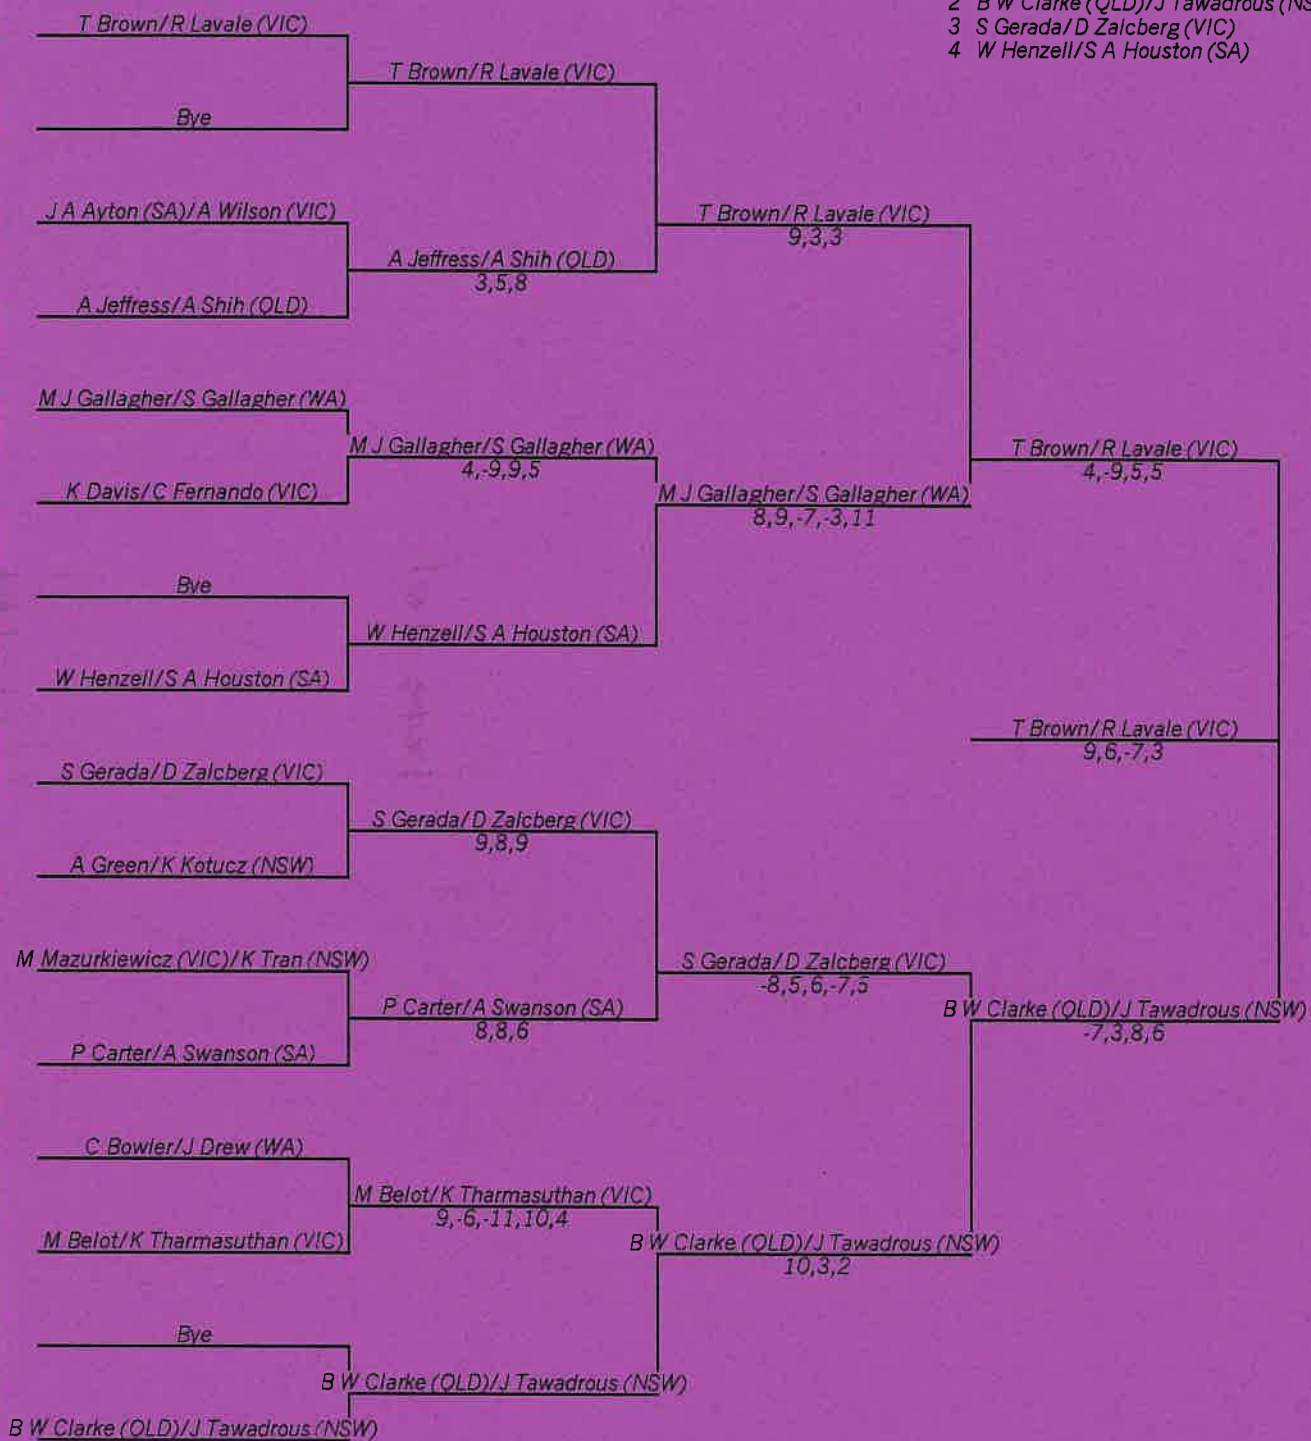 2 B W Clarke (QLD)/J Tawadrous (NS
3 S Gerada/D Zalcberg (VIC)
4 W Henzell/S A Houston (SA)
T Brown/R Lavale (VIC)
Bye
T Brown/R Lavale (VIC)
J A Ayton (SA)/A Wilson (VIC)
A Jeffress/A Shih (QLD)
A Jeffress/A Shih (QLD)
3,5,8
T Brown/R Lavale (VIC)
9,3,3
M J Gallagher/S Gallagher (WA)
K Davis/C Fernando (VIC)
M J Gallagher/S Gallagher (WA)
4,-9,9,5
Bye
W Henzell/S A Houston (SA)
W Henzell/S A Houston (SA)
M J Gallagher/S Gallagher (WA)
8,9,-7,-3,11
T Brown/R Lavale (VIC)
4,-9,5,5
T Brown/R Lavale (VIC)
9,6,-7,3
S Gerada/D Zalcberg (VIC)
A Green/K Kotucz (NSW)
S Gerada/D Zalcberg (VIC)
9,8,9
M Mazurkiewicz (VIC)/K Tran (NSW)
P Carter/A Swanson (SA)
P Carter/A Swanson (SA)
8,8,6
S Gerada/D Zalcberg (VIC)
-8,5,6,-7,5
B W Clarke (QLD)/J Tawadrous (NSW)
-7,3,8,6
C Bowler/J Drew (WA)
M Belot/K Tharmasuthan (VIC)
M Belot/K Tharmasuthan (VIC)
9,-6,-11,10,4
B W Clarke (QLD)/J Tawadrous (NSW)
10,3,2
Bye
B W Clarke (QLD)/J Tawadrous (NSW)
B W Clarke (QLD)/J Tawadrous (NSW)